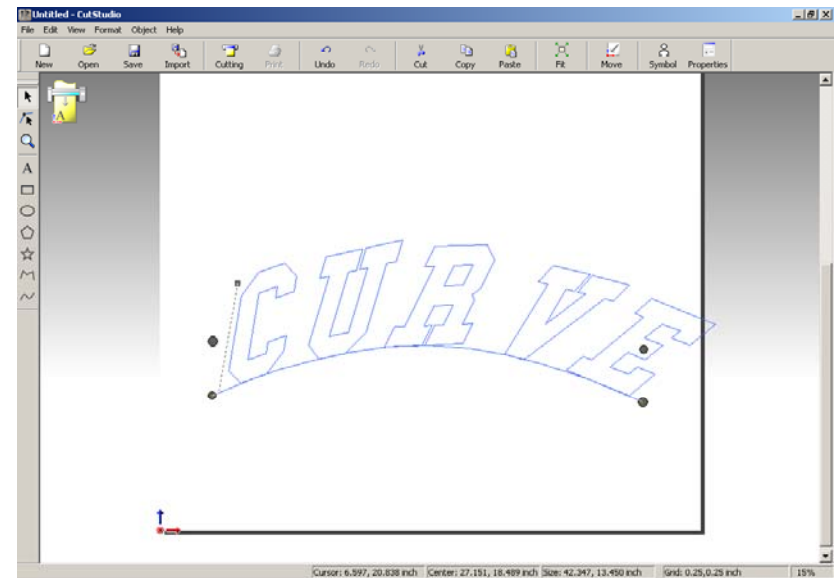 Untitled - CutStudio
File Edit View Format Object Help
New Open Save Import Cutting Print Undo Redo Cut Copy Paste Fit Move Symbol Properties
A
A
CURVE
Cursor: 6.597, 20.838 inch Center: 27.151, 18.489 inch Size: 42.347, 13.450 inch Grid: 0.25,0.25 inch 15%